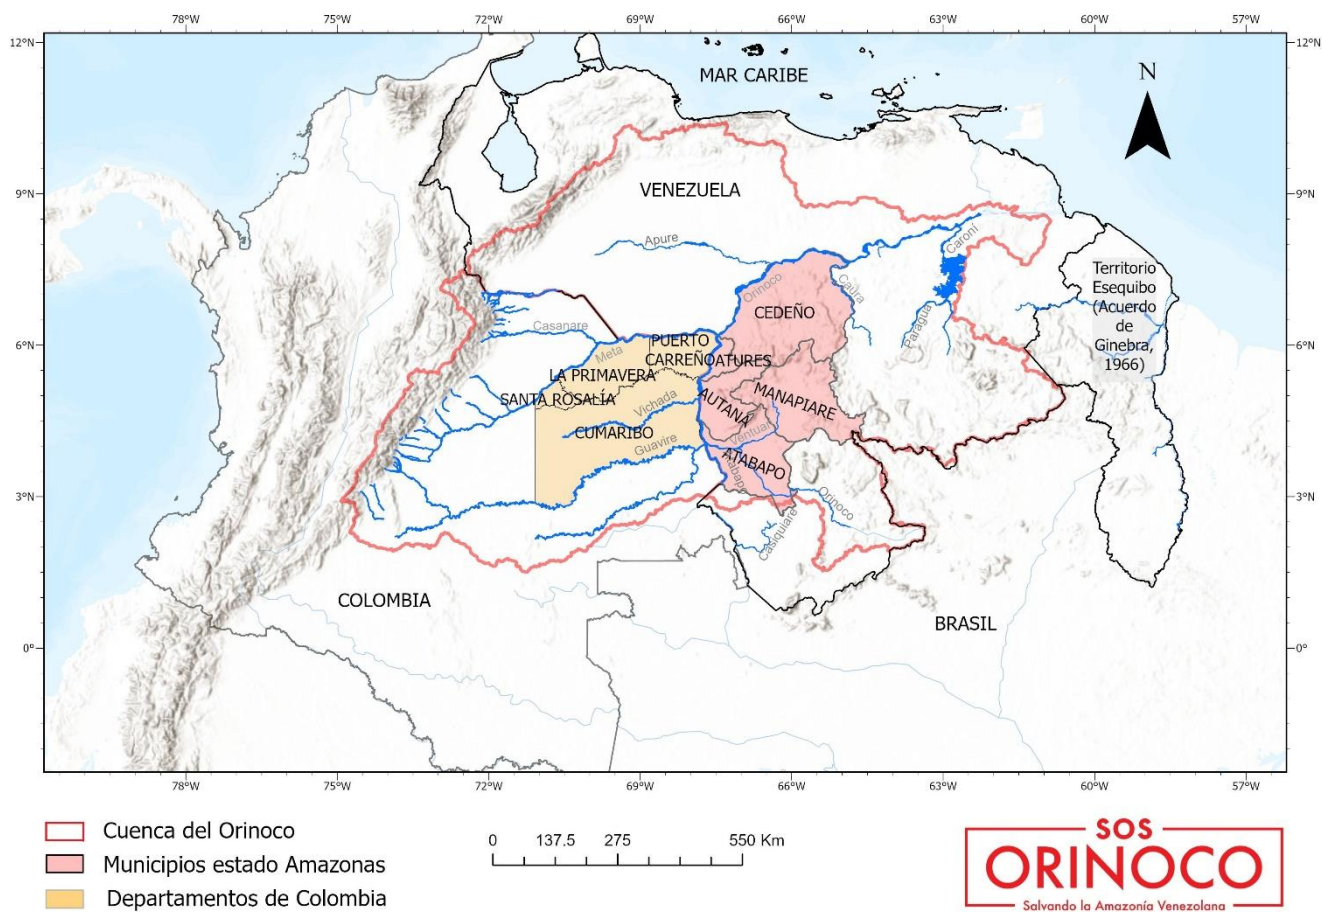 78°W
75°W
72°W
69°W
66°W
63°W
60°W
57°W
12°N
12°N
MAR CARIBE
N
9°N
VENEZUELA
9°N
Apure
Caroni
Orinoco
Caura
Territorio
Esequibo
(Acuerdo
de
Ginebra,
1966)
CEDEÑO
Casanare
Paragua
6°N
Meta
PUERTO
CARREÑO
ATURES
6°N
LA PRIMAVERA
SANTA ROSALÍA
MANAPIARE
AUTANA
Vichada
CUMARIBO
Ventuari
Guavire
ATABAPO
Atabapo
Orinoco
3°N
3°N
Casiquiare
COLOMBIA
BRASIL
0°
0°
78°W
75°W
72°W
69°W
66°W
63°W
60°W
57°W
Cuenca del Orinoco
Municipios estado Amazonas
Departamentos de Colombia
0 137.5 275 550 Km
SOS
ORINOCO
Salvando la Amazonía Venezolana